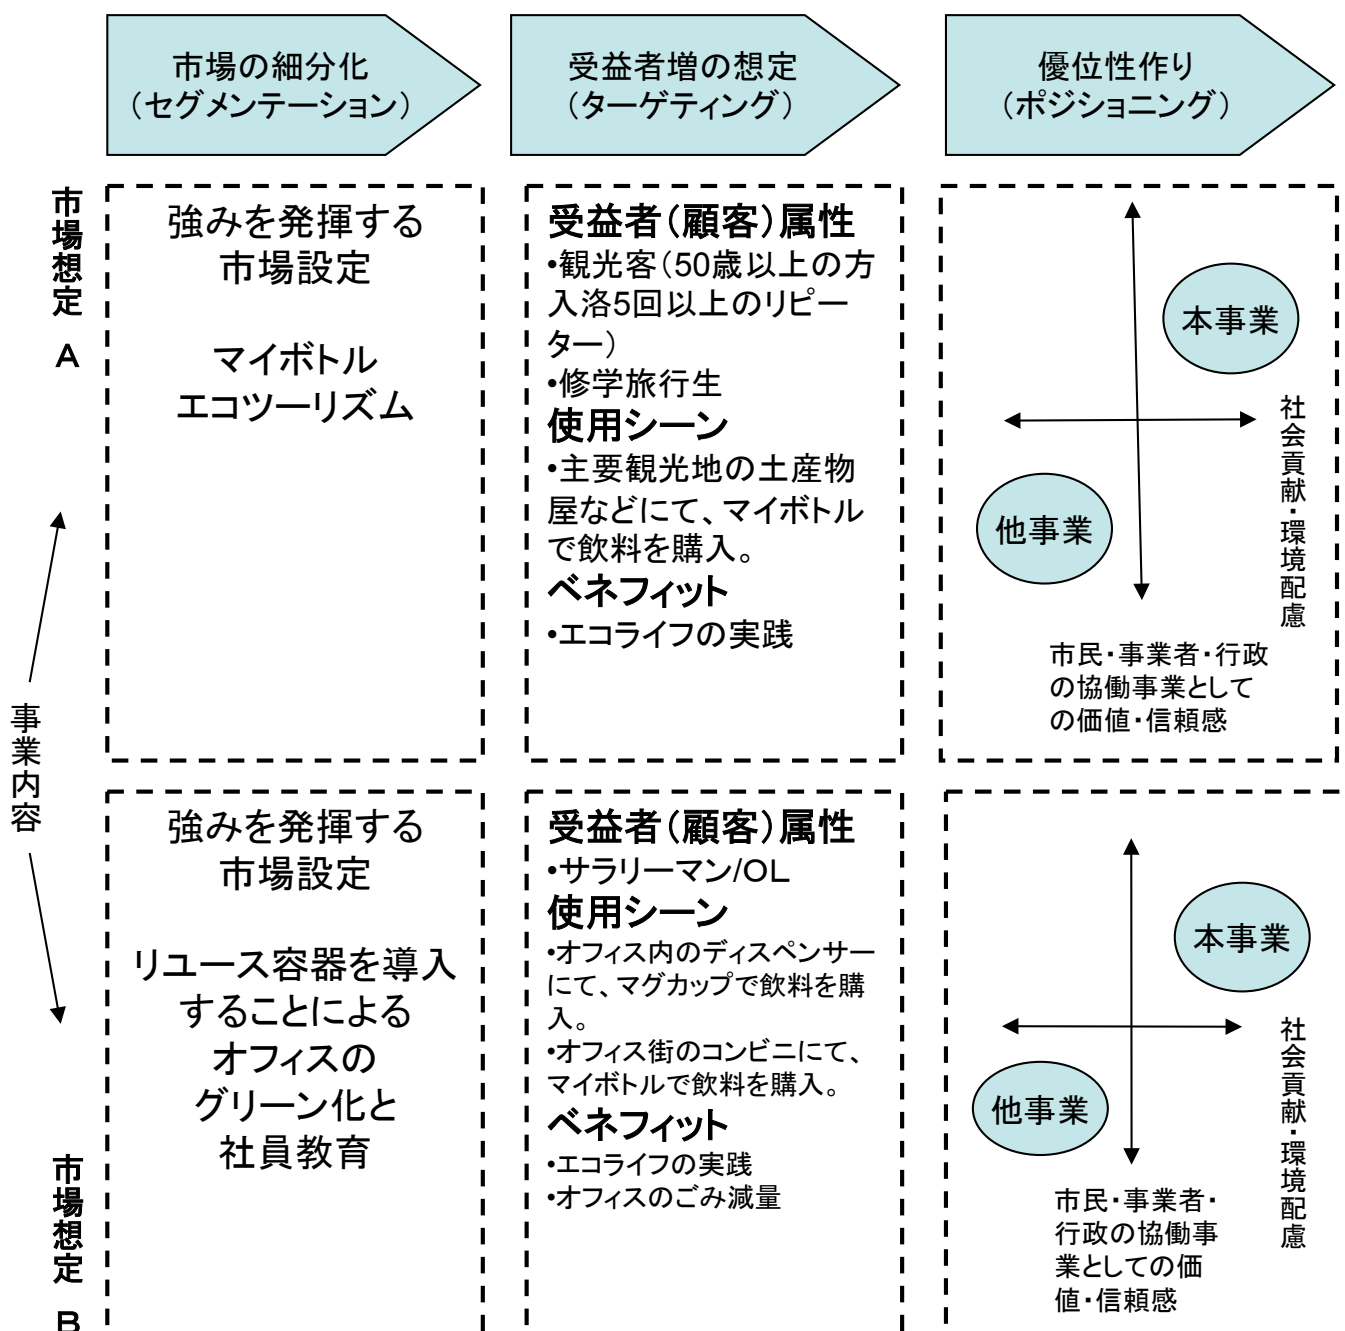 市場の細分化
（セグメンテーション）
受益者増の想定
（ターゲティング）
優位性作り
（ポジショニング）
市場想定 A
強みを発揮する
市場設定
マイボトル
エコツーリズム
受益者（顧客）属性
•観光客（50歳以上の方
入洛5回以上のリピー
ター）
•修学旅行生
使用シーン
•主要観光地の土産物
屋などにて、マイボトル
で飲料を購入。
ベネフィット
•エコライフの実践
本事業
他事業
社会貢献・環境配慮
市民・事業者・行政
の協働事業として
の価値・信頼感
事業内容
市場想定 B
強みを発揮する
市場設定
リユース容器を導入
することによる
オフィスの
グリーン化と
社員教育
受益者（顧客）属性
•サラリーマン/OL
使用シーン
•オフィス内のディスペンサー
にて、マグカップで飲料を購
入。
•オフィス街のコンビニにて、
マイボトルで飲料を購入。
ベネフィット
•エコライフの実践
•オフィスのごみ減量
本事業
他事業
社会貢献・環境配慮
市民・事業者・
行政の協働事
業としての価
値・信頼感